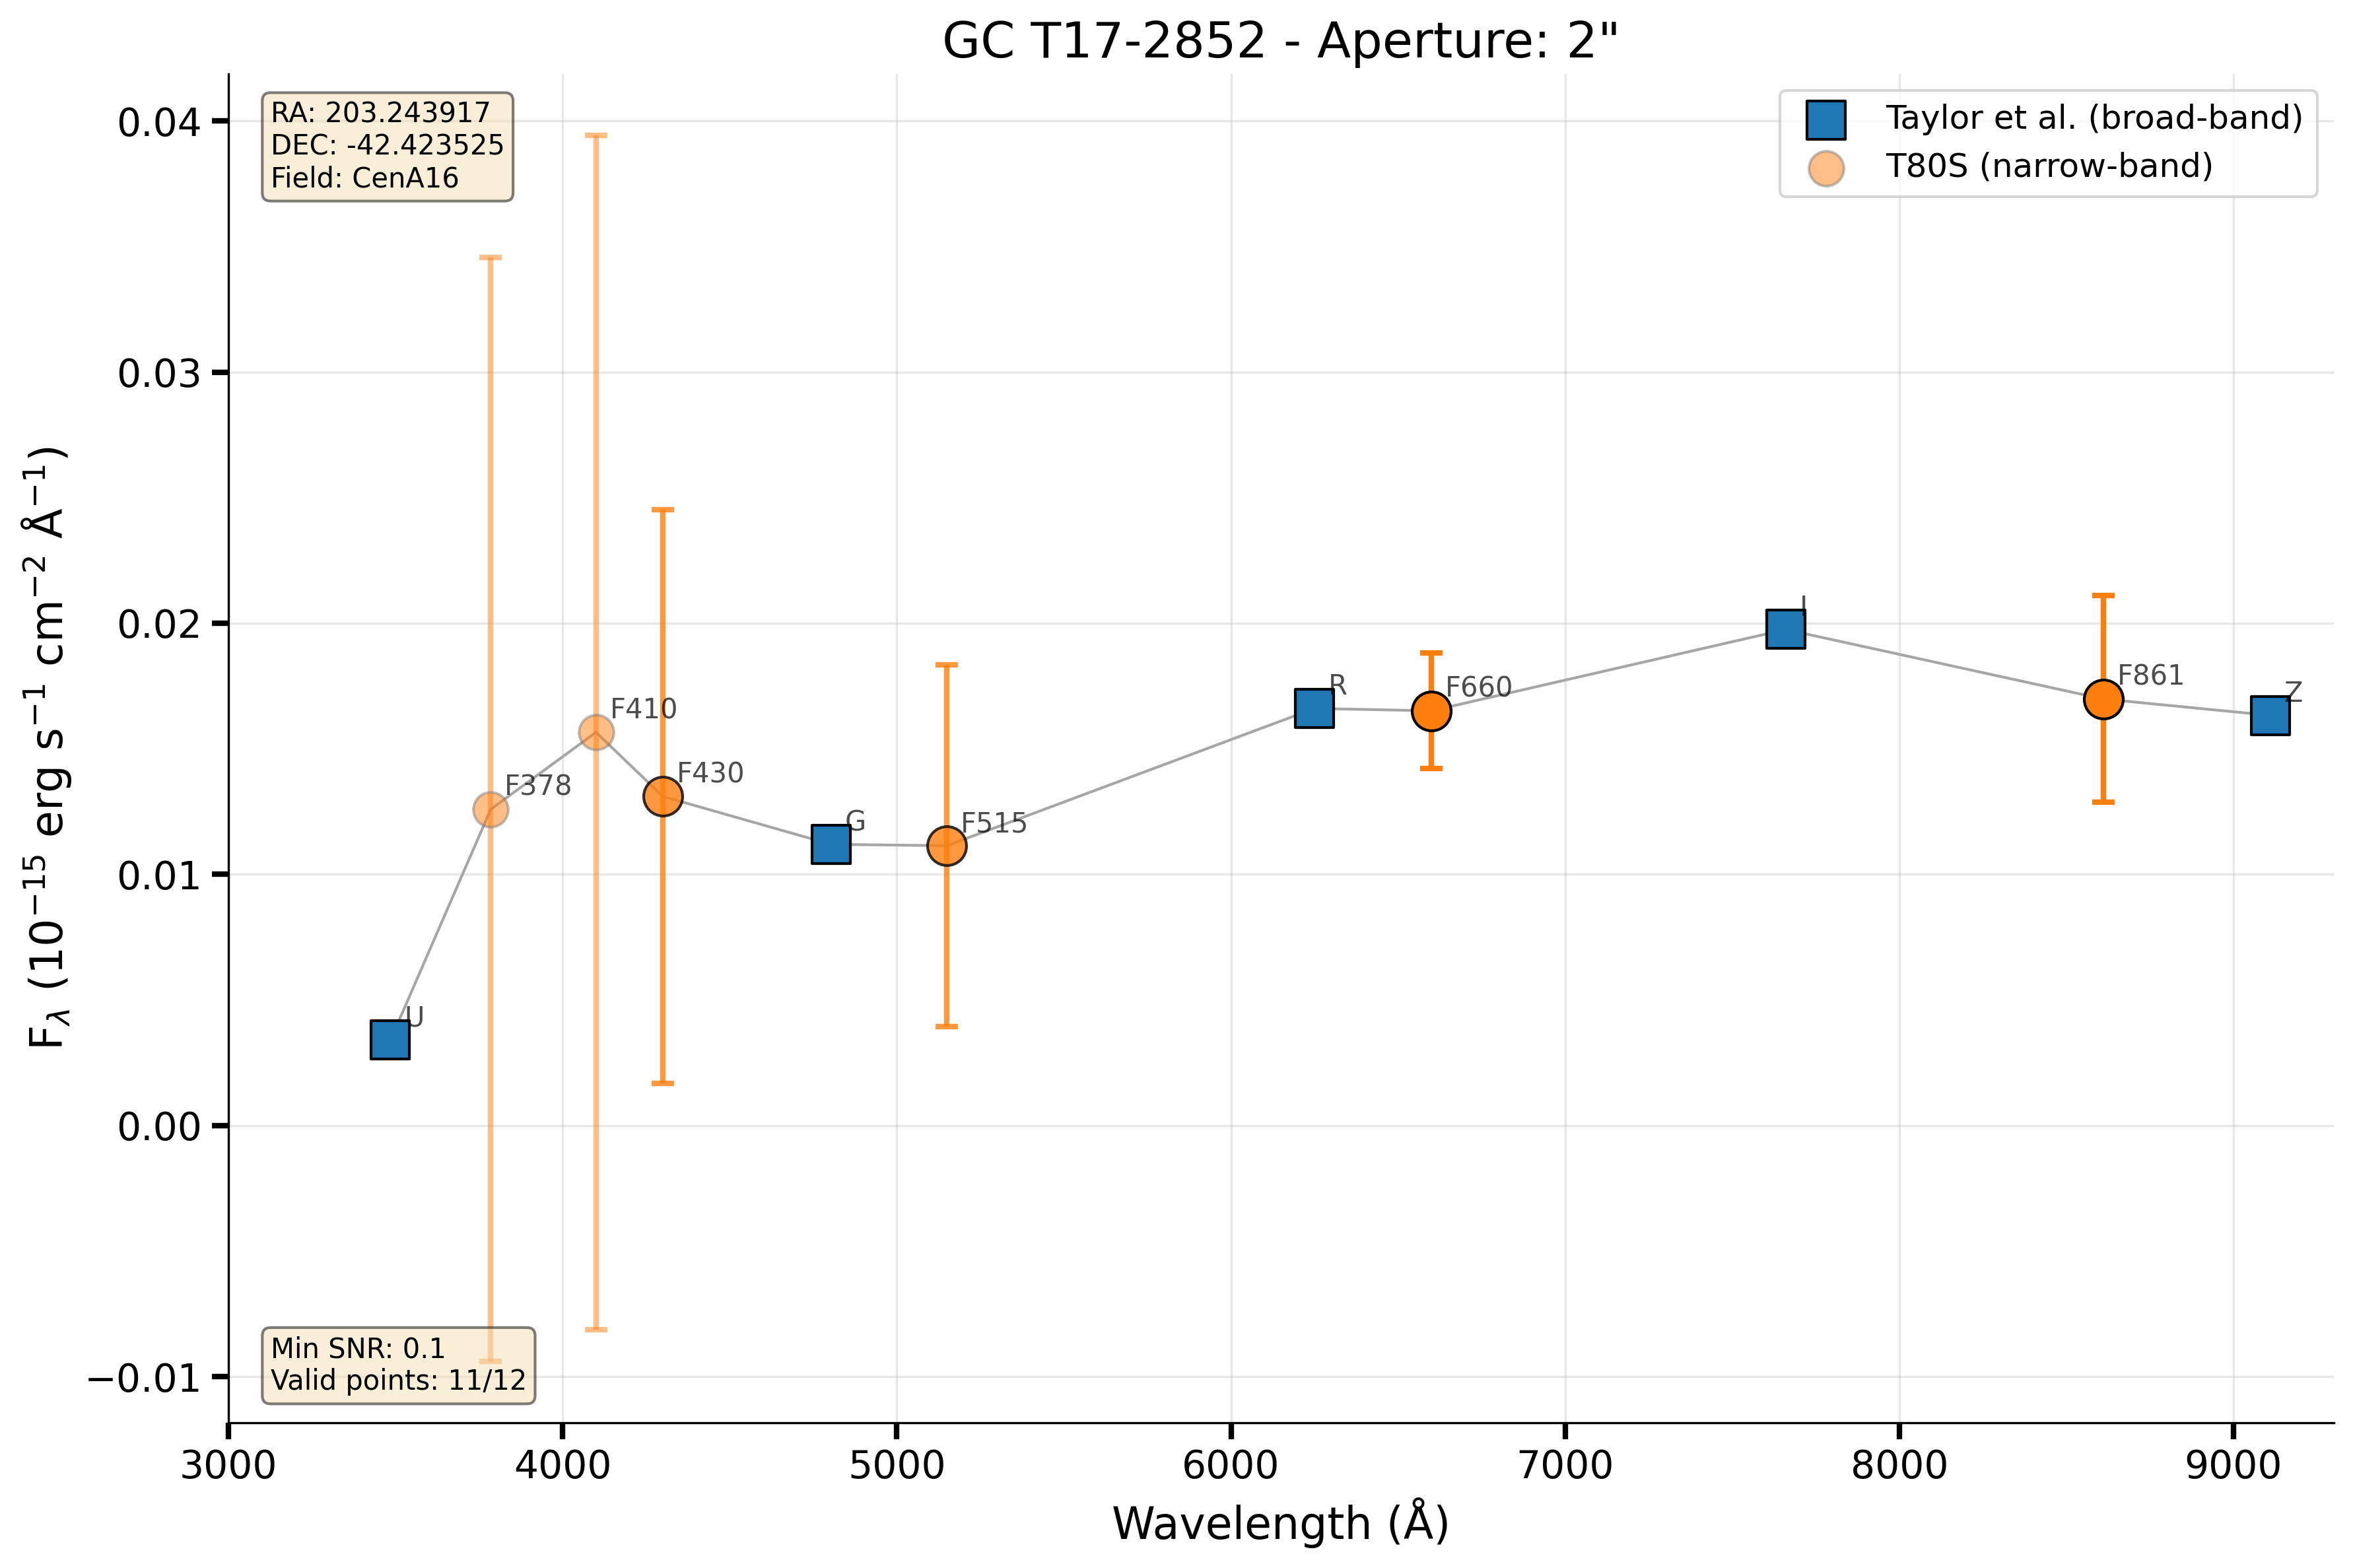 GC T17-2852 - Aperture: 2"
RA: 203.243917
DEC: -42.423525
Field: CenA16
Taylor et al. (broad-band)
T80S (narrow-band)
0.04
0.03
0.02
0.01
0.00
−0.01
F_λ (10⁻¹⁵ erg s⁻¹ cm⁻² Å⁻¹)
U
F378
F410
F430
G
F515
R
F660
I
F861
Z
Min SNR: 0.1
Valid points: 11/12
3000 4000 5000 6000 7000 8000 9000
Wavelength (Å)